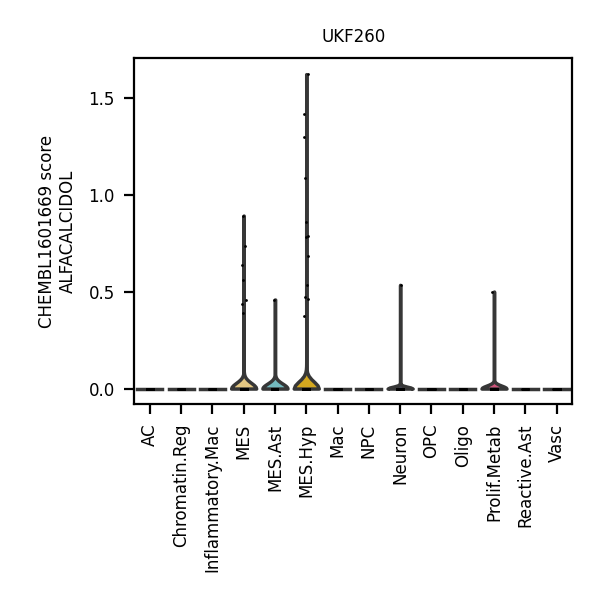 UKF260
CHEMBL1601669 score
ALFACALCIDOL
1.5
1.0
0.5
0.0
AC
Chromatin.Reg
Inflammatory.Mac
MES
MES.Ast
MES.Hyp
Mac
NPC
Neuron
OPC
Oligo
Prolif.Metab
Reactive.Ast
Vasc